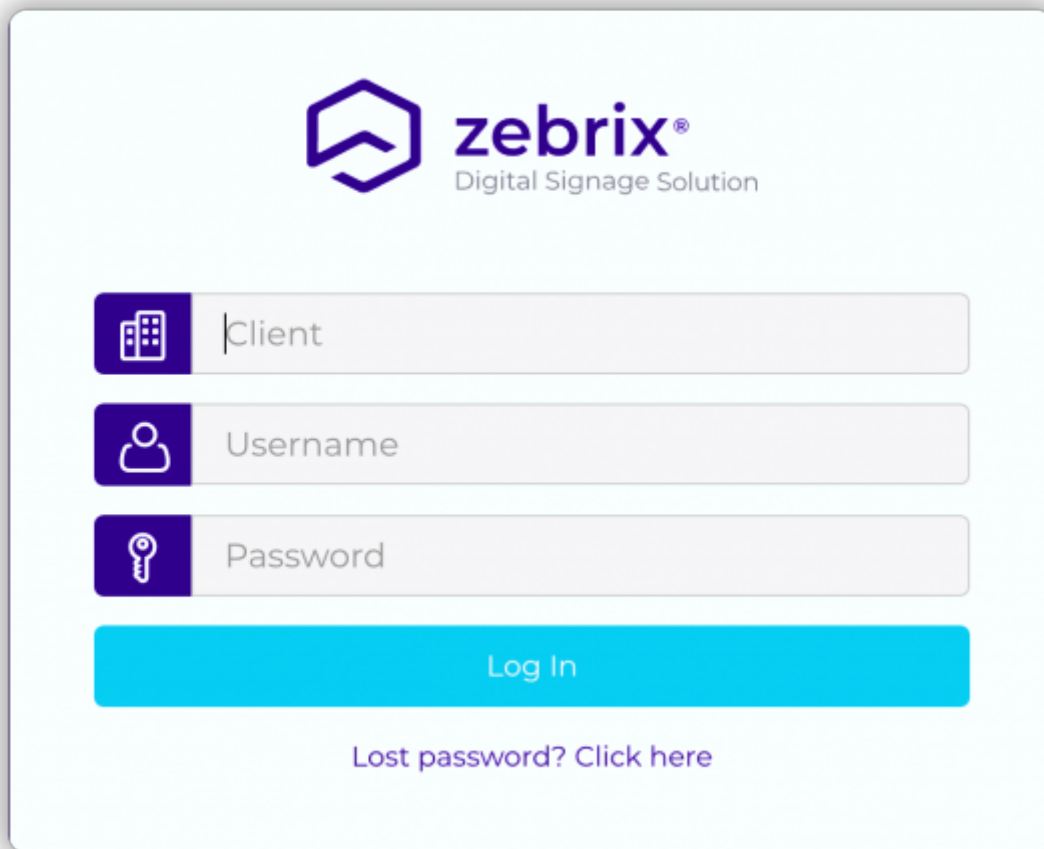 zebrix®
Digital Signage Solution
Client
Username
Password
Log In
Lost password? Click here